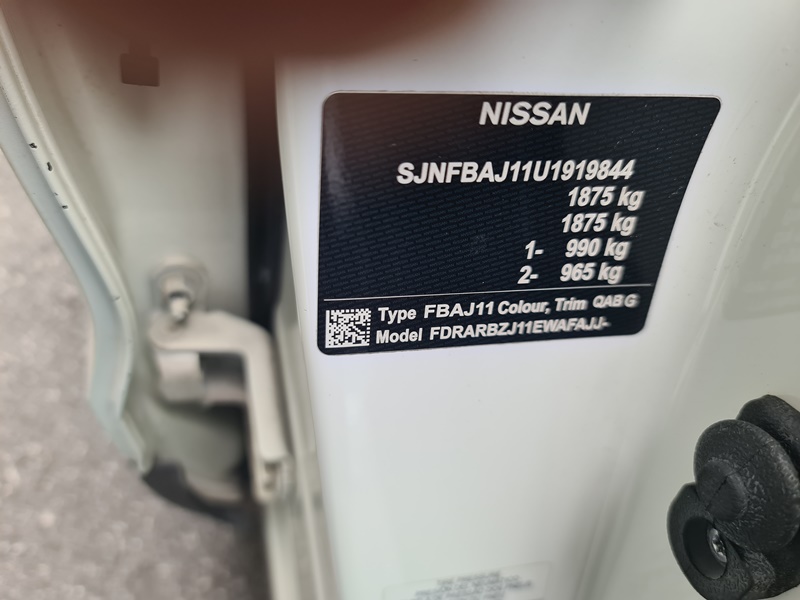 NISSAN
SJNFBAJ11U1919844
1875 kg
1875 kg
1- 990 kg
2- 965 kg
Type FBAJ11 Colour, Trim QAB G
Model FDRARBZJ11EWAFAJJ-